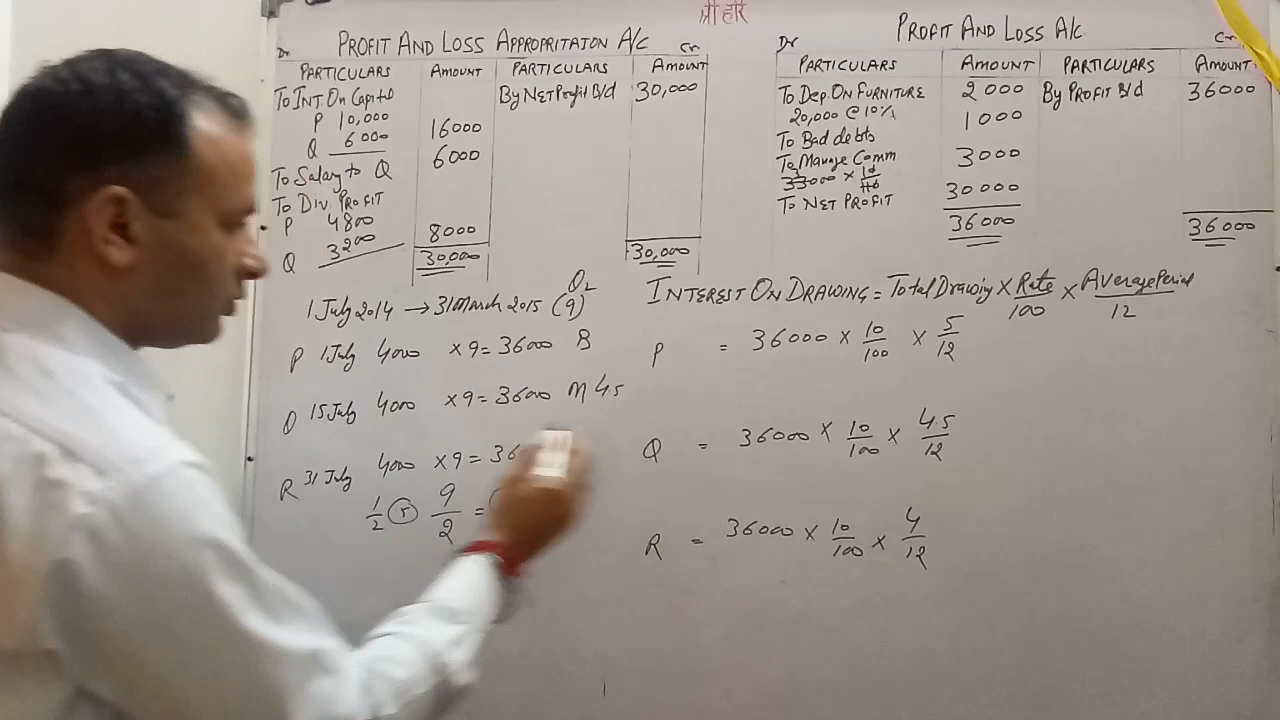 श्री हरि
Dr PROFIT AND LOSS APPROPRITATON A/C Cr
PARTICULARS AMOUNT PARTICULARS AMOUNT
To INT On Capital By NET Profit B/d 30,000
P 10,000
Q 6000 16000
To Salary to Q 6000
To Div. PROFIT
P 4800
Q 3200 8000
30,000 30,000
Dr PROFIT AND LOSS A/C Cr
PARTICULARS AMOUNT PARTICULARS AMOUNT
To Dep. On FURNITURE 2000 By PROFIT B/d 36000
20,000 @ 10%
To Bad debts 1000
To Manage Comm 3000
33000 × 10/110
To NET PROFIT 30000
36000 36000
1 July 2014 → 31 March 2015 (9)
P 1 July 4000 × 9 = 36000 B
Q 15 July 4000 × 9 = 36000 M 4.5
R 31 July 4000 × 9 = 36
1/2 9/2 =
INTEREST ON DRAWING = Total Drawing × Rate/100 × Average Period/12
P = 36000 × 10/100 × 5/12
Q = 36000 × 10/100 × 4.5/12
R = 36000 × 10/100 × 4/12